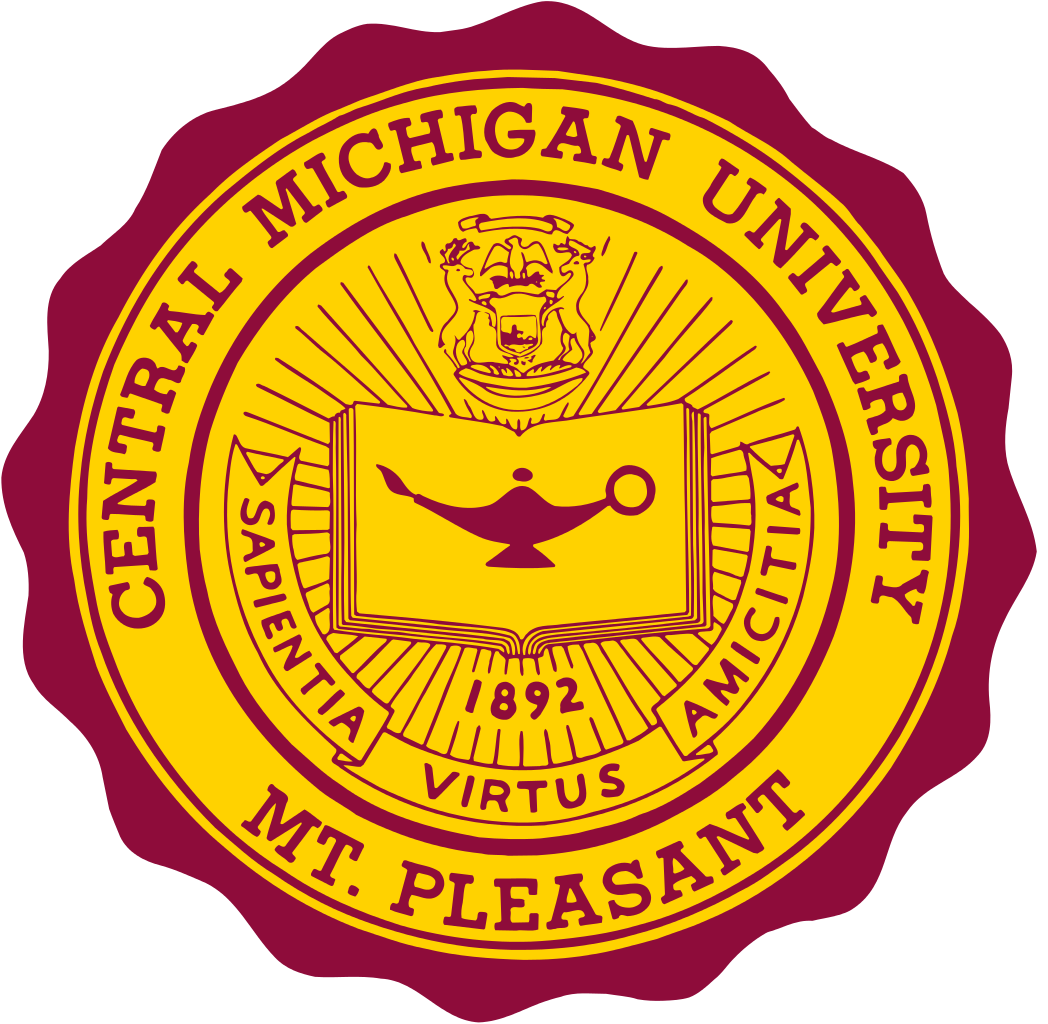 CENTRAL MICHIGAN UNIVERSITY
SAPIENTIA
VIRTUS
AMICITIA
1892
MT. PLEASANT